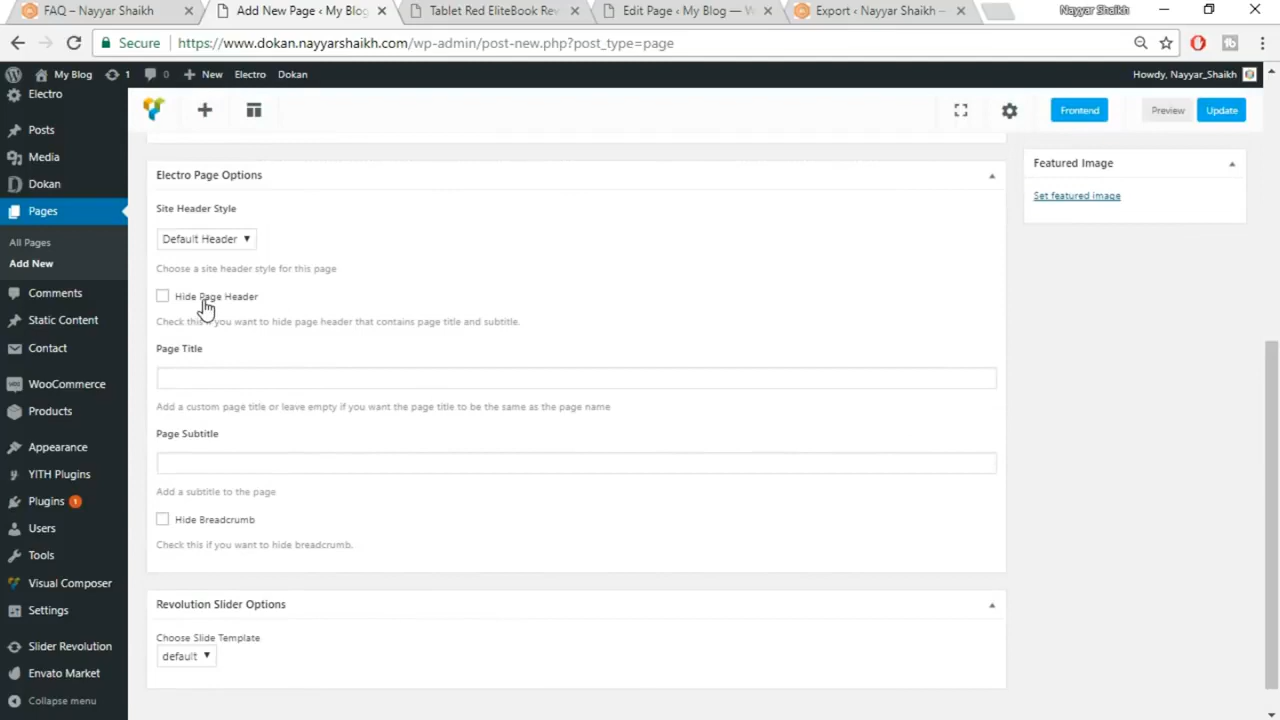 FAQ – Nayyar Shaikh
Add New Page ‹ My Blog
Tablet Red EliteBook Rev
Edit Page ‹ My Blog — W
Export ‹ Nayyar Shaikh –
Nayyar Shaikh
Secure
https://www.dokan.nayyarshaikh.com/wp-admin/post-new.php?post_type=page
My Blog
1
0
New
Electro
Dokan
Howdy, Nayyar_Shaikh
Electro
Posts
Media
Dokan
Pages
All Pages
Add New
Comments
Static Content
Contact
WooCommerce
Products
Appearance
YITH Plugins
Plugins 1
Users
Tools
Visual Composer
Settings
Slider Revolution
Envato Market
Collapse menu
Frontend
Preview
Update
Electro Page Options
Site Header Style
Default Header
Choose a site header style for this page
Hide Page Header
Check this if you want to hide page header that contains page title and subtitle.
Page Title
Add a custom page title or leave empty if you want the page title to be the same as the page name
Page Subtitle
Add a subtitle to the page
Hide Breadcrumb
Check this if you want to hide breadcrumb.
Revolution Slider Options
Choose Slide Template
default
Featured Image
Set featured image